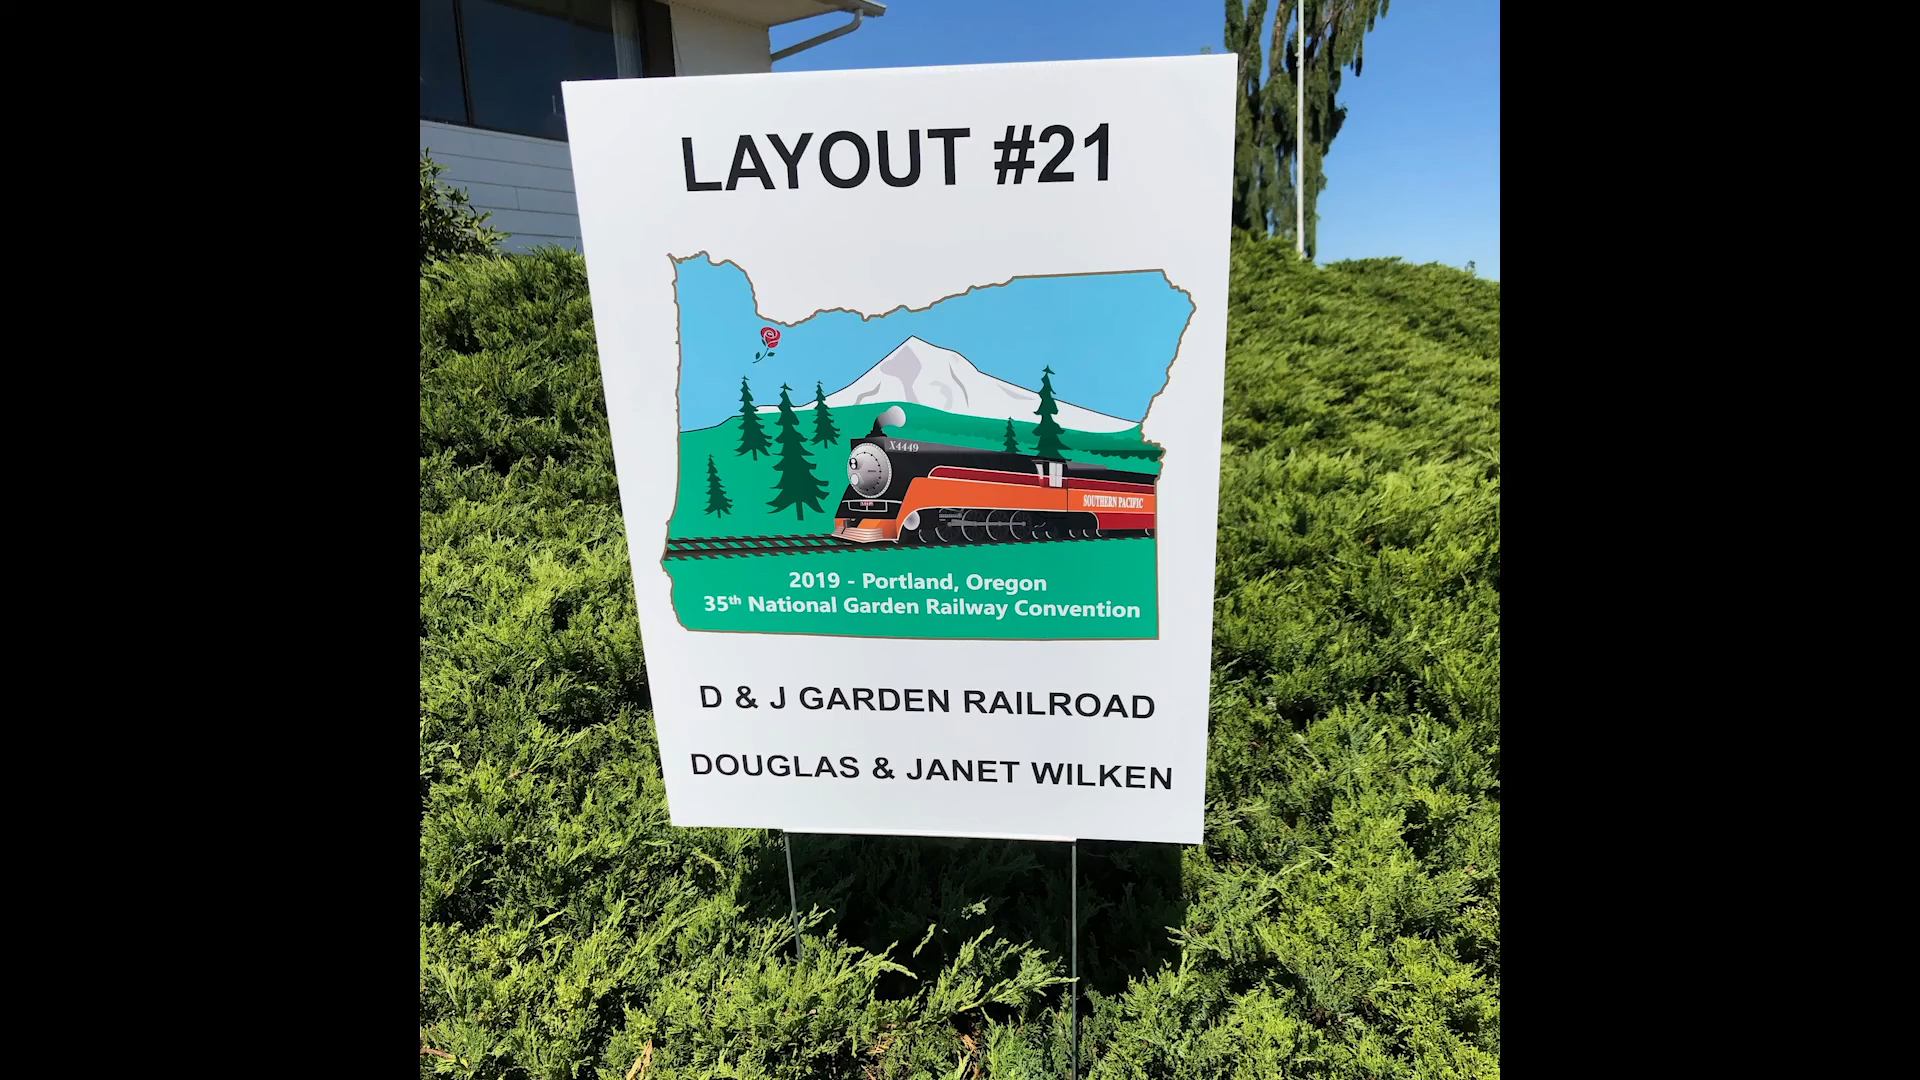 LAYOUT #21
X4449
SOUTHERN PACIFIC
2019 - Portland, Oregon
35th National Garden Railway Convention
D & J GARDEN RAILROAD
DOUGLAS & JANET WILKEN